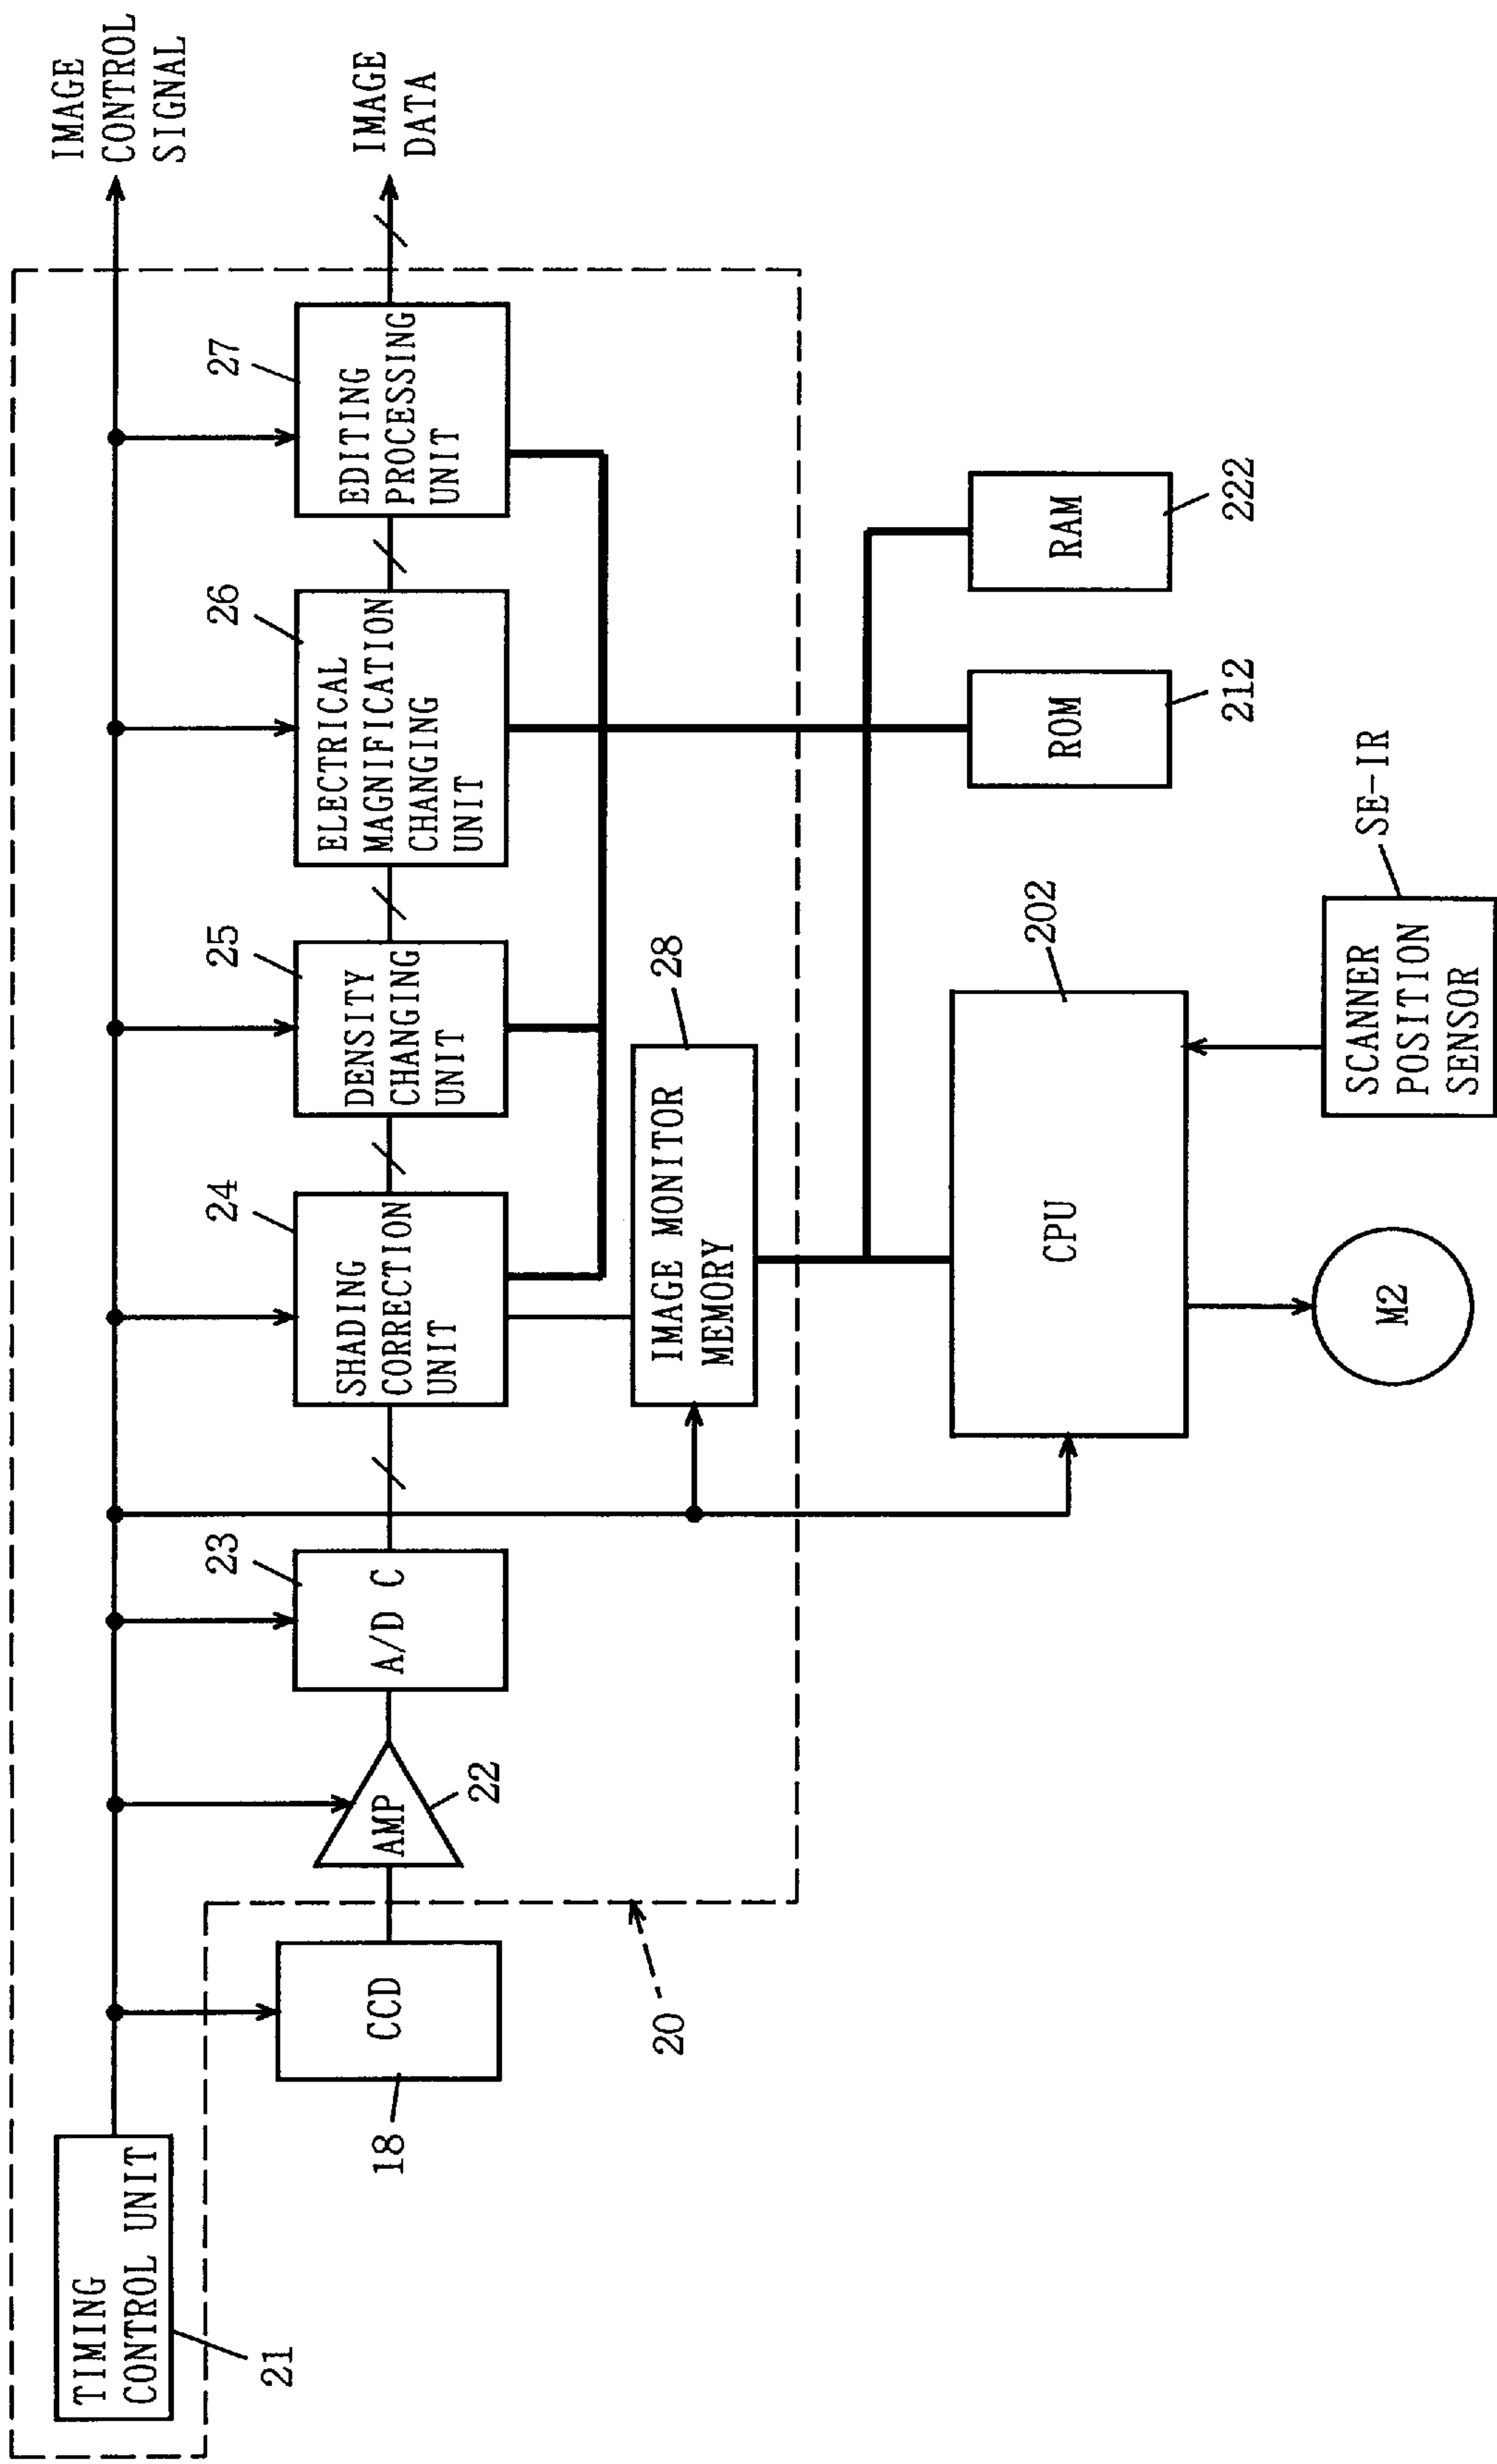 IMAGE
CONTROL
SIGNAL
IMAGE
DATA
TIMING
CONTROL UNIT
21
CCD
18
AMP
22
A/D C
23
SHADING
CORRECTION
UNIT
24
DENSITY
CHANGING
UNIT
25
ELECTRICAL
MAGNIFICATION
CHANGING
UNIT
26
EDITING
PROCESSING
UNIT
27
20
IMAGE MONITOR
MEMORY
28
CPU
202
ROM
212
RAM
222
M2
SCANNER
POSITION
SENSOR
SE-IR